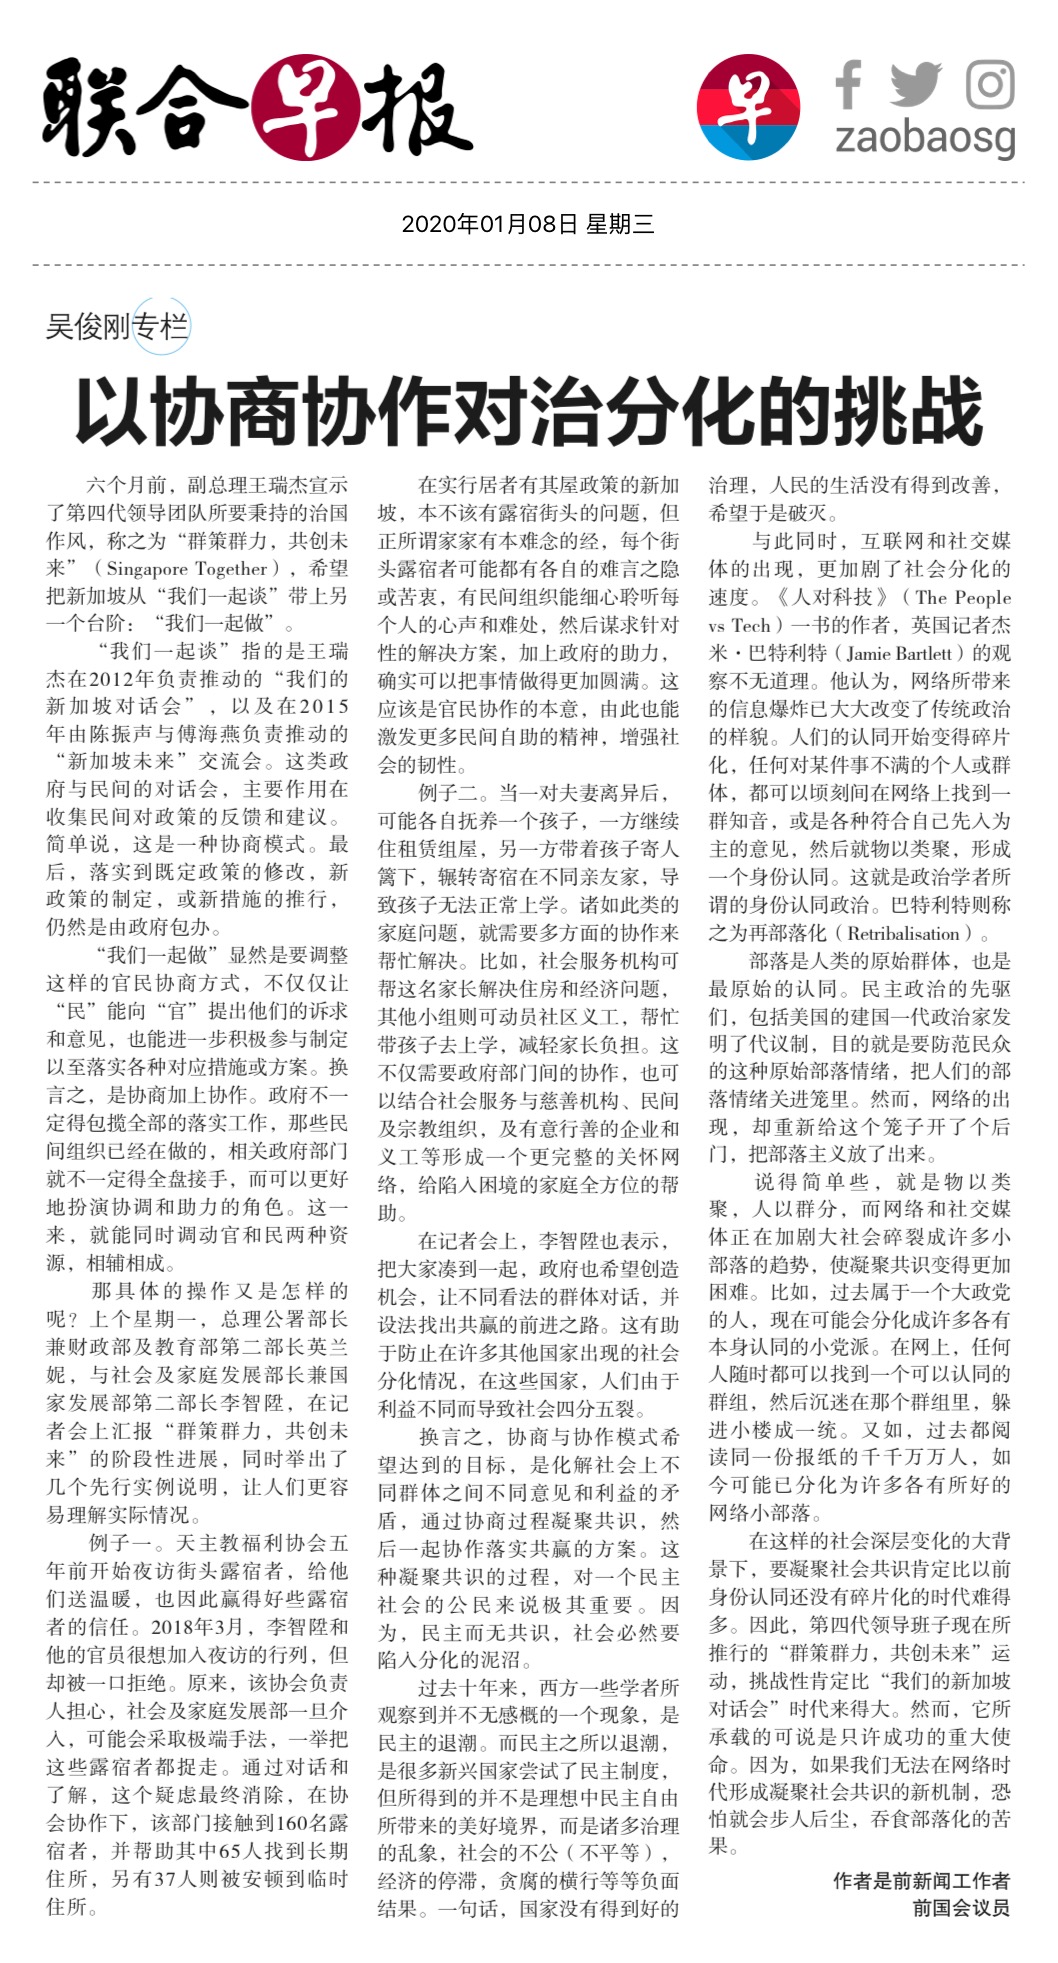 联合早报
早
zaobaosg
2020年01月08日 星期三
吴俊刚专栏
以协商协作对治分化的挑战
六个月前，副总理王瑞杰宣示
了第四代领导团队所要秉持的治国
作风，称之为“群策群力，共创未
来”（Singapore Together），希望
把新加坡从“我们一起谈”带上另
一个台阶：“我们一起做”。
“我们一起谈”指的是王瑞
杰在2012年负责推动的“我们的
新加坡对话会”，以及在2015
年由陈振声与傅海燕负责推动的
“新加坡未来”交流会。这类政
府与民间的对话会，主要作用在
收集民间对政策的反馈和建议。
简单说，这是一种协商模式。最
后，落实到既定政策的修改，新
政策的制定，或新措施的推行，
仍然是由政府包办。
“我们一起做”显然是要调整
这样的官民协商方式，不仅仅让
“民”能向“官”提出他们的诉求
和意见，也能进一步积极参与制定
以至落实各种对应措施或方案。换
言之，是协商加上协作。政府不一
定得包揽全部的落实工作，那些民
间组织已经在做的，相关政府部门
就不一定得全盘接手，而可以更好
地扮演协调和助力的角色。这一
来，就能同时调动官和民两种资
源，相辅相成。
那具体的操作又是怎样的
呢？上个星期一，总理公署部长
兼财政部及教育部第二部长英兰
妮，与社会及家庭发展部长兼国
家发展部第二部长李智陞，在记
者会上汇报“群策群力，共创未
来”的阶段性进展，同时举出了
几个先行实例说明，让人们更容
易理解实际情况。
例子一。天主教福利协会五
年前开始夜访街头露宿者，给他
们送温暖，也因此赢得好些露宿
者的信任。2018年3月，李智陞和
他的官员很想加入夜访的行列，但
却被一口拒绝。原来，该协会负责
人担心，社会及家庭发展部一旦介
入，可能会采取极端手法，一举把
这些露宿者都捉走。通过对话和
了解，这个疑虑最终消除，在协
会协作下，该部门接触到160名露
宿者，并帮助其中65人找到长期
住所，另有37人则被安顿到临时
住所。
在实行居者有其屋政策的新加
坡，本不该有露宿街头的问题，但
正所谓家家有本难念的经，每个街
头露宿者可能都有各自的难言之隐
或苦衷，有民间组织能细心聆听每
个人的心声和难处，然后谋求针对
性的解决方案，加上政府的助力，
确实可以把事情做得更加圆满。这
应该是官民协作的本意，由此也能
激发更多民间自助的精神，增强社
会的韧性。
例子二。当一对夫妻离异后，
可能各自抚养一个孩子，一方继续
住租赁组屋，另一方带着孩子寄人
篱下，辗转寄宿在不同亲友家，导
致孩子无法正常上学。诸如此类的
家庭问题，就需要多方面的协作来
帮忙解决。比如，社会服务机构可
帮这名家长解决住房和经济问题，
其他小组则可动员社区义工，帮忙
带孩子去上学，减轻家长负担。这
不仅需要政府部门间的协作，也可
以结合社会服务与慈善机构、民间
及宗教组织，及有意行善的企业和
义工等形成一个更完整的关怀网
络，给陷入困境的家庭全方位的帮
助。
在记者会上，李智陞也表示，
把大家凑到一起，政府也希望创造
机会，让不同看法的群体对话，并
设法找出共赢的前进之路。这有助
于防止在许多其他国家出现的社会
分化情况，在这些国家，人们由于
利益不同而导致社会四分五裂。
换言之，协商与协作模式希
望达到的目标，是化解社会上不
同群体之间不同意见和利益的矛
盾，通过协商过程凝聚共识，然
后一起协作落实共赢的方案。这
种凝聚共识的过程，对一个民主
社会的公民来说极其重要。因
为，民主而无共识，社会必然要
陷入分化的泥沼。
过去十年来，西方一些学者所
观察到并不无感概的一个现象，是
民主的退潮。而民主之所以退潮，
是很多新兴国家尝试了民主制度，
但所得到的并不是理想中民主自由
所带来的美好境界，而是诸多治理
的乱象，社会的不公（不平等），
经济的停滞，贪腐的横行等等负面
结果。一句话，国家没有得到好的
治理，人民的生活没有得到改善，
希望于是破灭。
与此同时，互联网和社交媒
体的出现，更加剧了社会分化的
速度。《人对科技》（The People
vs Tech）一书的作者，英国记者杰
米·巴特利特（Jamie Bartlett）的观
察不无道理。他认为，网络所带来
的信息爆炸已大大改变了传统政治
的样貌。人们的认同开始变得碎片
化，任何对某件事不满的个人或群
体，都可以顷刻间在网络上找到一
群知音，或是各种符合自己先入为
主的意见，然后就物以类聚，形成
一个身份认同。这就是政治学者所
谓的身份认同政治。巴特利特则称
之为再部落化（Retribalisation）。
部落是人类的原始群体，也是
最原始的认同。民主政治的先驱
们，包括美国的建国一代政治家发
明了代议制，目的就是要防范民众
的这种原始部落情绪，把人们的部
落情绪关进笼里。然而，网络的出
现，却重新给这个笼子开了个后
门，把部落主义放了出来。
说得简单些，就是物以类
聚，人以群分，而网络和社交媒
体正在加剧大社会碎裂成许多小
部落的趋势，使凝聚共识变得更加
困难。比如，过去属于一个大政党
的人，现在可能会分化成许多各有
本身认同的小党派。在网上，任何
人随时都可以找到一个可以认同的
群组，然后沉迷在那个群组里，躲
进小楼成一统。又如，过去都阅
读同一份报纸的千千万万人，如
今可能已分化为许多各有所好的
网络小部落。
在这样的社会深层变化的大背
景下，要凝聚社会共识肯定比以前
身份认同还没有碎片化的时代难得
多。因此，第四代领导班子现在所
推行的“群策群力，共创未来”运
动，挑战性肯定比“我们的新加坡
对话会”时代来得大。然而，它所
承载的可说是只许成功的重大使
命。因为，如果我们无法在网络时
代形成凝聚社会共识的新机制，恐
怕就会步人后尘，吞食部落化的苦
果。
作者是前新闻工作者
前国会议员